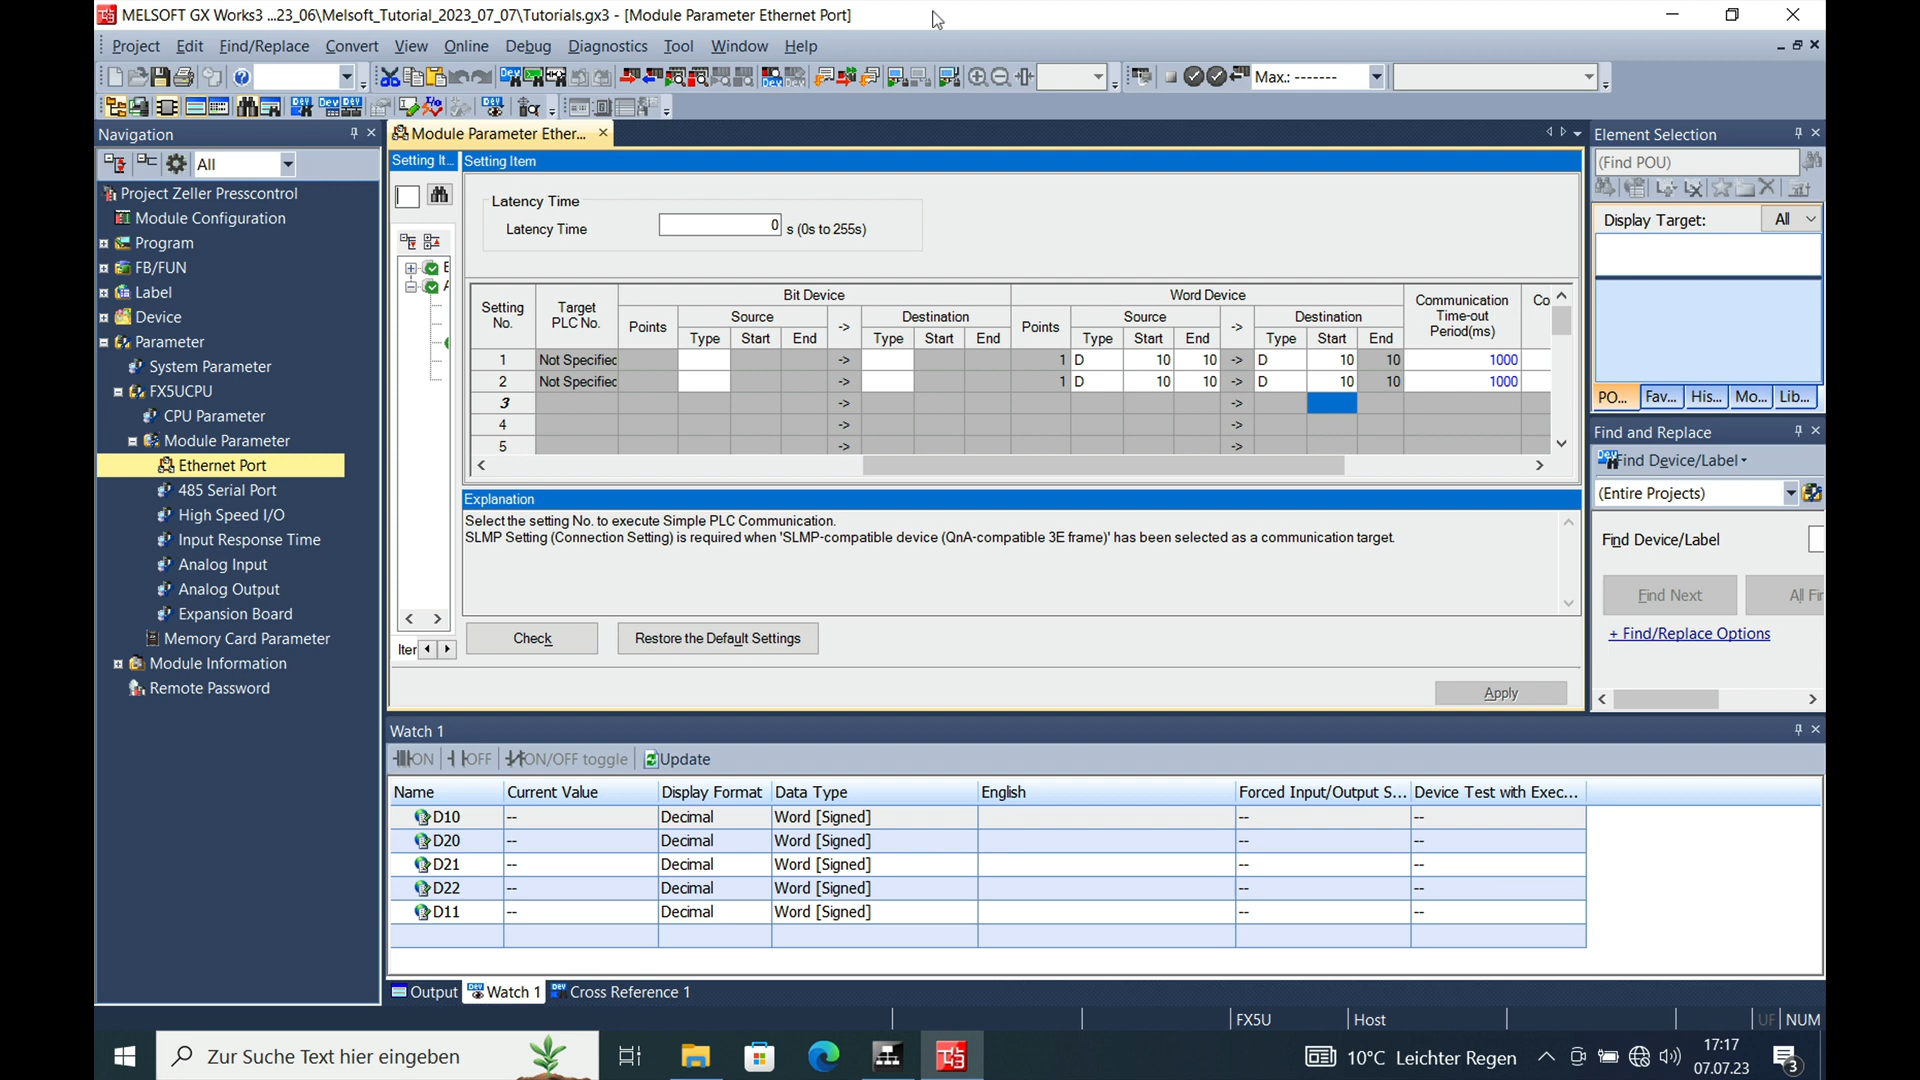 MELSOFT GX Works3 ...23_06\Melsoft_Tutorial_2023_07_07\Tutorials.gx3 - [Module Parameter Ethernet Port]
Project Edit Find/Replace Convert View Online Debug Diagnostics Tool Window Help
Max.: -------
Navigation
All
Project Zeller Presscontrol
Module Configuration
Program
FB/FUN
Label
Device
Parameter
System Parameter
FX5UCPU
CPU Parameter
Module Parameter
Ethernet Port
485 Serial Port
High Speed I/O
Input Response Time
Analog Input
Analog Output
Expansion Board
Memory Card Parameter
Module Information
Remote Password
Module Parameter Ether...
Setting It... Setting Item
Latency Time
Latency Time 0 s (0s to 255s)
Setting No. Target PLC No. Bit Device Word Device Communication Time-out Period(ms) Co
Points Source -> Destination Points Source -> Destination
Type Start End Type Start End Type Start End Type Start End
1 Not Specified -> 1 D 10 10 -> D 10 10 1000
2 Not Specified -> 1 D 10 10 -> D 10 10 1000
3 -> ->
4 -> ->
5 -> ->
Explanation
Select the setting No. to execute Simple PLC Communication.
SLMP Setting (Connection Setting) is required when 'SLMP-compatible device (QnA-compatible 3E frame)' has been selected as a communication target.
Iter
Check Restore the Default Settings
Apply
Element Selection
(Find POU)
Display Target: All
PO... Fav... His... Mo... Lib...
Find and Replace
Find Device/Label
(Entire Projects)
Find Device/Label
Find Next All Fi
+ Find/Replace Options
Watch 1
ON OFF ON/OFF toggle Update
Name Current Value Display Format Data Type English Forced Input/Output S... Device Test with Exec...
D10 -- Decimal Word [Signed] -- --
D20 -- Decimal Word [Signed] -- --
D21 -- Decimal Word [Signed] -- --
D22 -- Decimal Word [Signed] -- --
D11 -- Decimal Word [Signed] -- --
Output Watch 1 Cross Reference 1
FX5U Host UF NUM
Zur Suche Text hier eingeben
10°C Leichter Regen
17:17
07.07.23
3